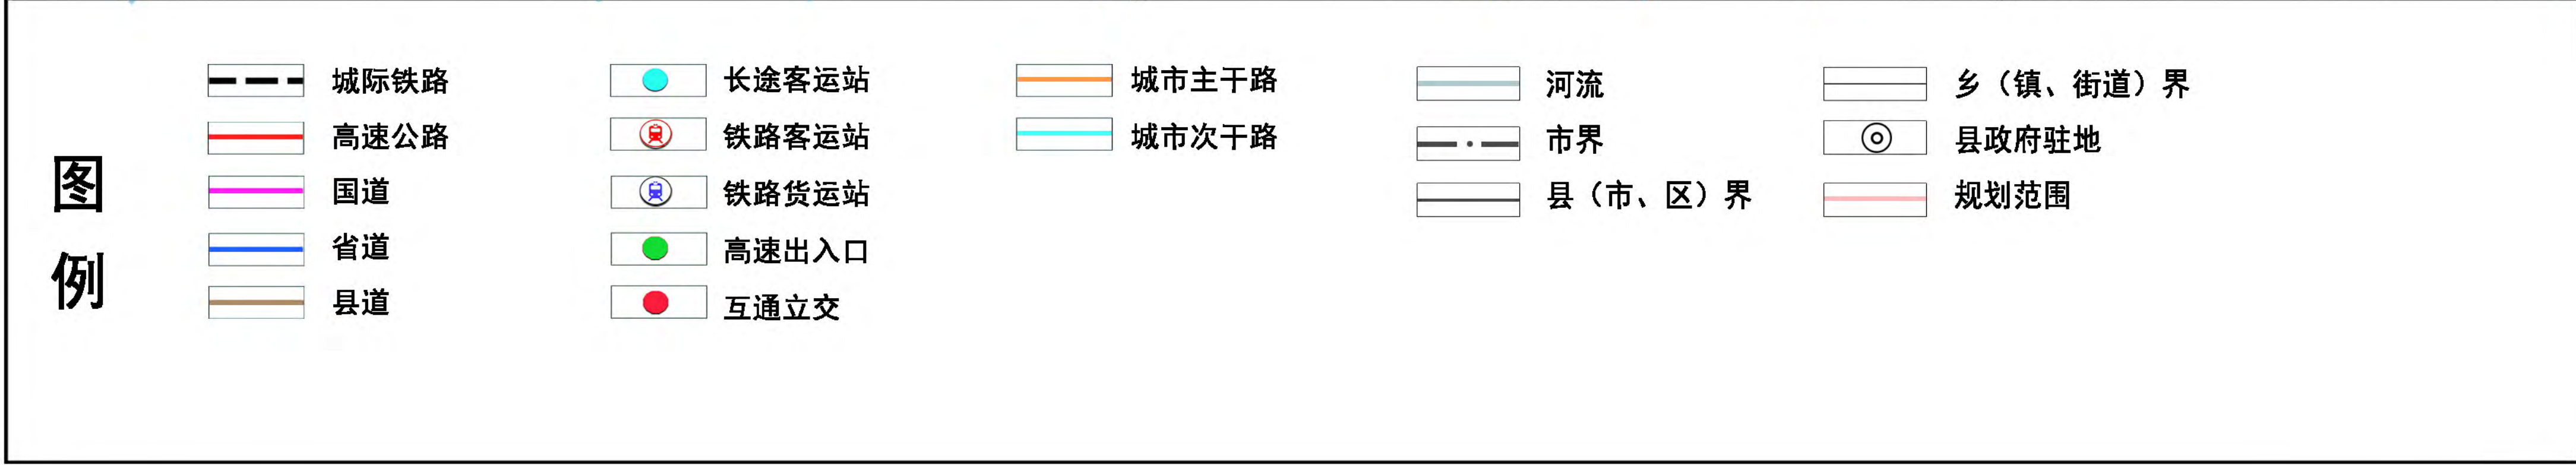 图例
城际铁路
高速公路
国道
省道
县道
长途客运站
铁路客运站
铁路货运站
高速出入口
互通立交
城市主干路
城市次干路
河流
市界
县（市、区）界
乡（镇、街道）界
县政府驻地
规划范围